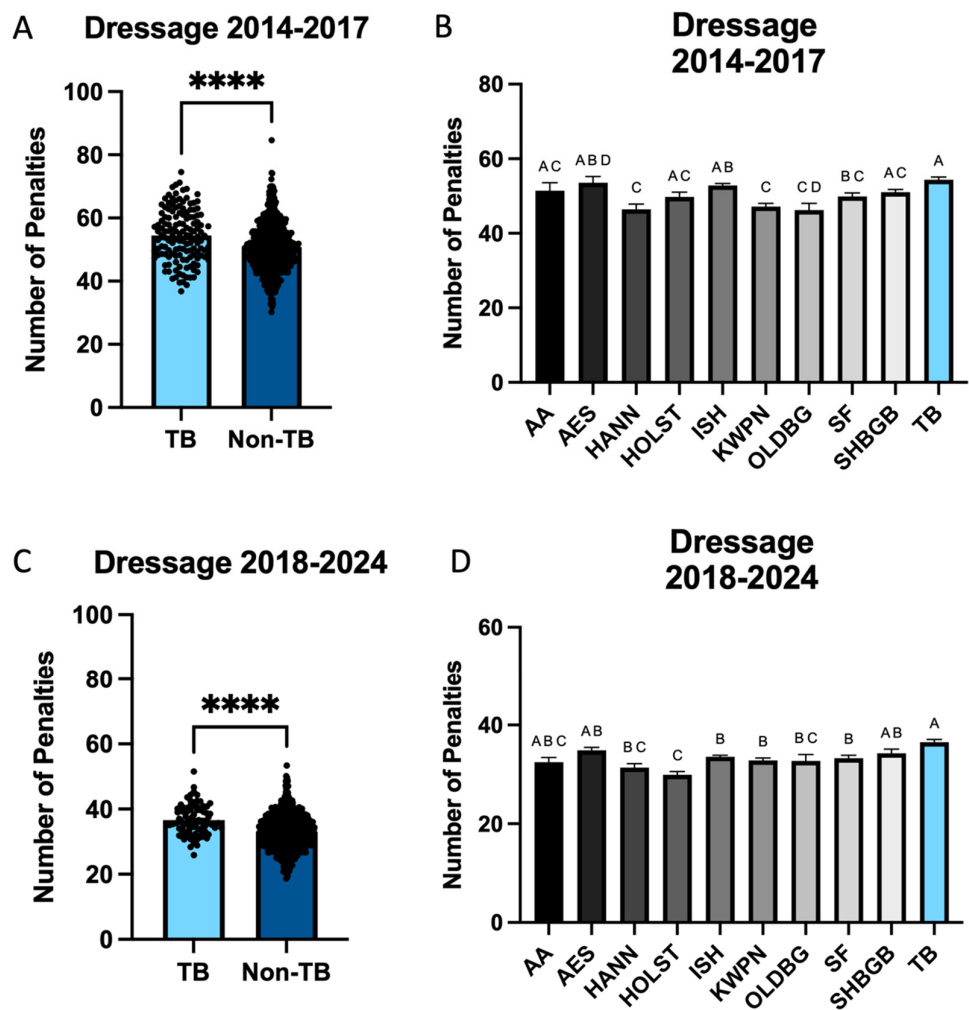 A
Dressage 2014-2017
****
Number of Penalties
100
80
60
40
20
0
TB
Non-TB
B
Dressage
2014-2017
Number of Penalties
80
60
40
20
0
A C
A B D
C
A C
A B
C
C D
B C
A C
A
AA
AES
HANN
HOLST
ISH
KWPN
OLDBG
SF
SHBGB
TB
C
Dressage 2018-2024
****
Number of Penalties
100
80
60
40
20
0
TB
Non-TB
D
Dressage
2018-2024
Number of Penalties
60
40
20
0
A B C
A B
B C
C
B
B
B C
B
A B
A
AA
AES
HANN
HOLST
ISH
KWPN
OLDBG
SF
SHBGB
TB